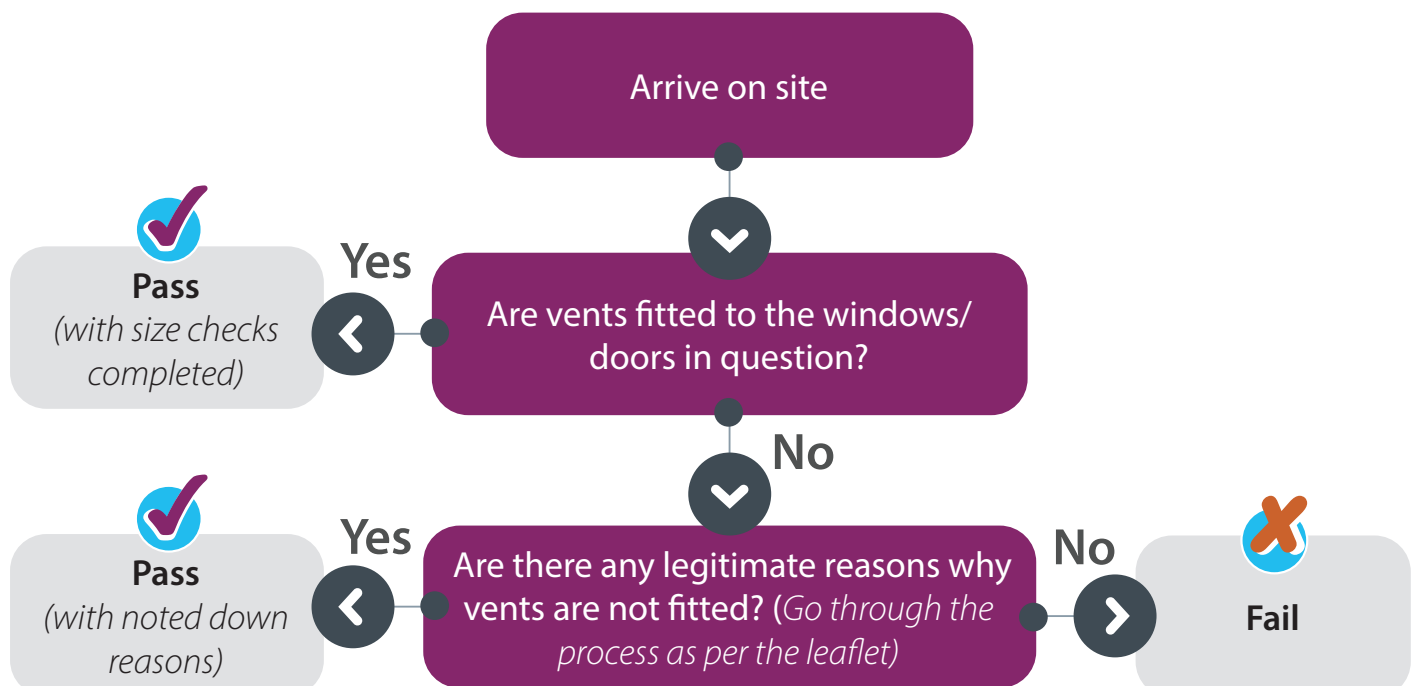 Arrive on site
Yes
Pass
(with size checks
completed)
Are vents fitted to the windows/
doors in question?
No
Yes
Pass
(with noted down
reasons)
Are there any legitimate reasons why
vents are not fitted? (Go through the
process as per the leaflet)
No
Fail